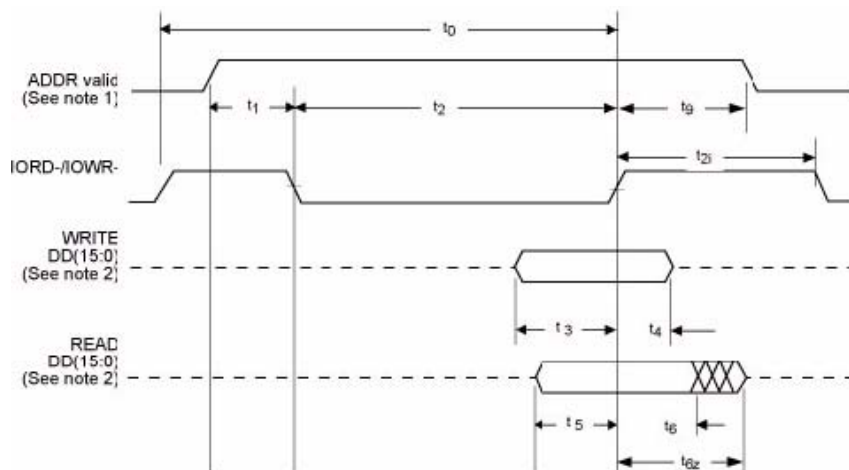 t0
ADDR valid
(See note 1)
t1
t2
t9
t2i
IORD-/IOWR-
WRITE
DD(15:0)
(See note 2)
t3
t4
READ
DD(15:0)
(See note 2)
t5
t6
t6z